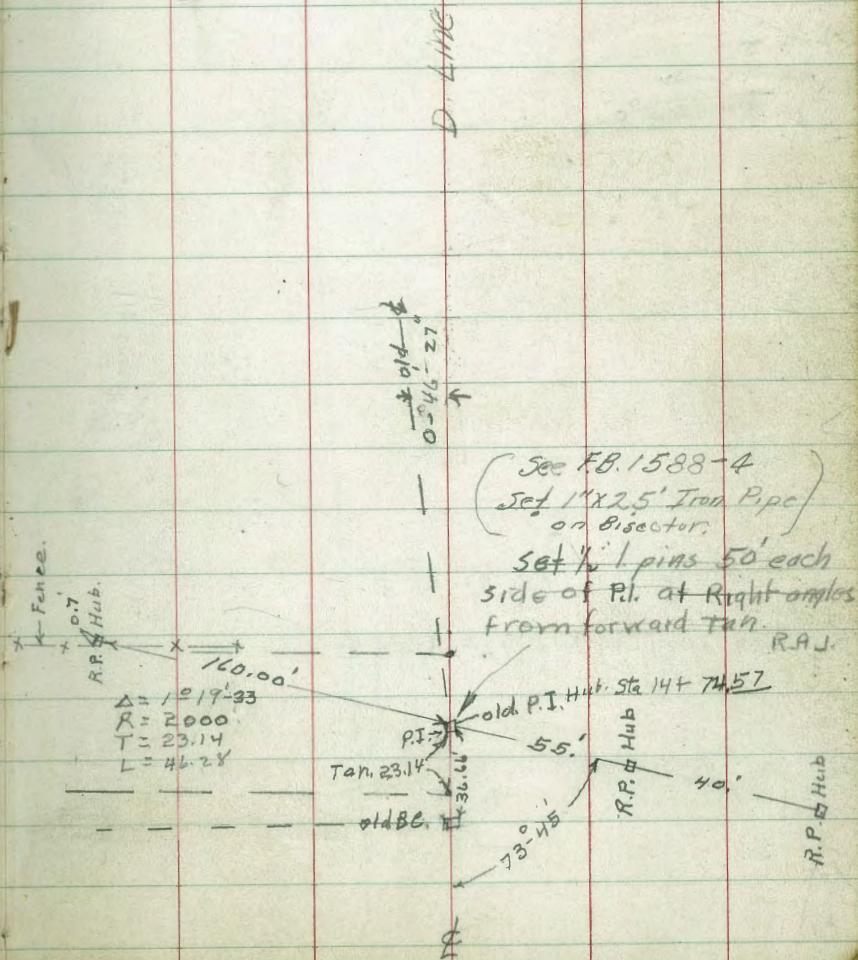 D. Line
old
0°-46'-27"
(See F.B. 1588-4
Set 1"X2.5' Iron Pipe
on Bisector.)
Set ½" I. pins 50' each
side of P.I. at Right angles
from forward Tan.
R.A.J.
Fence.
0.7'
R.P. Hub.
160.00'
Δ = 1°19'-33
R = 2000
T = 23.14
L = 46.28
old P.I. Hub. Sta 14+74.57
P.I.
55.'
R.P. Hub
40.'
R.P. Hub
Tan. 23.14
36.66'
old B.C.
73°-45'